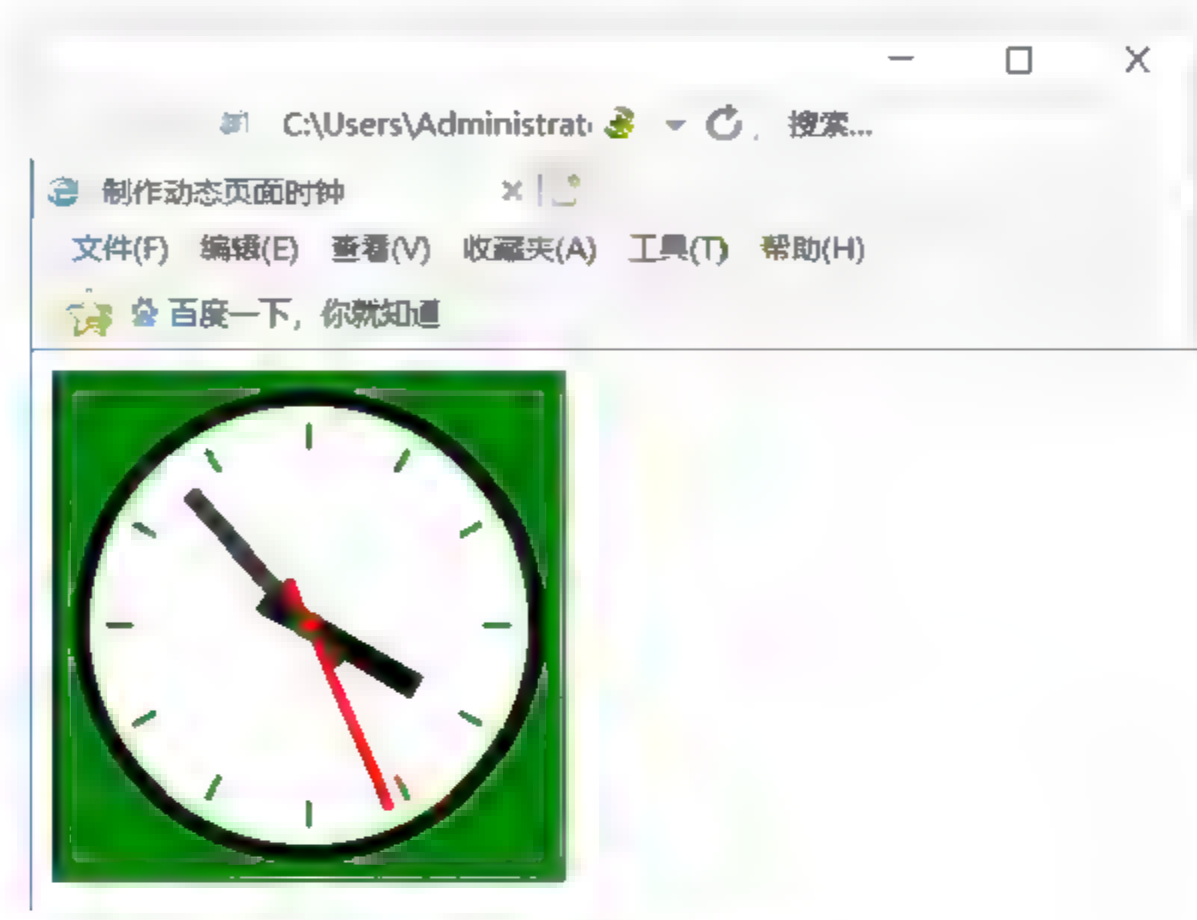 C:\Users\Administrat 搜索...
制作动态页面时钟
文件(F) 编辑(E) 查看(V) 收藏夹(A) 工具(T) 帮助(H)
百度一下，你就知道